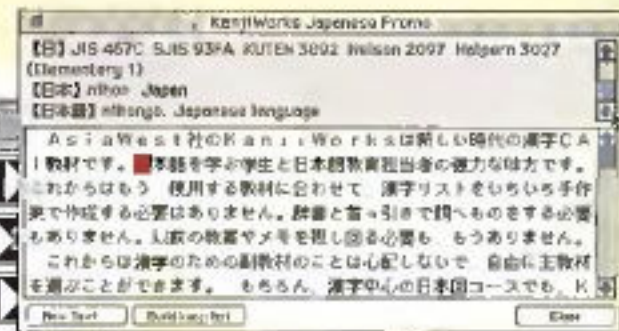 KanjiWorks Japanese Promo
【日】 JIS 467C SJIS 93FA KUTEN 3892 Nelson 2097 Halpern 3027
(Elementary 1)
【日本】 nihon Japan
【日本語】 nihongo, Japanese language
AsiaWest社のKanjiWorksは新しい時代の漢字CA
I教材です。日本語を学ぶ学生と日本語教育担当者の強力な味方です。
これからはもう 使用する教材に合わせて 漢字リストをいちいち手作
業で作成する必要はありません。辞書と首っ引きで調べものをする必要
もありません。以前の教案やメモを探し回る必要も もうありません。
これからは漢字のための副教材のことは心配しないで 自由に主教材
を選ぶことができます。 もちろん、漢字中心の日本語コースでも、K
New Text
Close